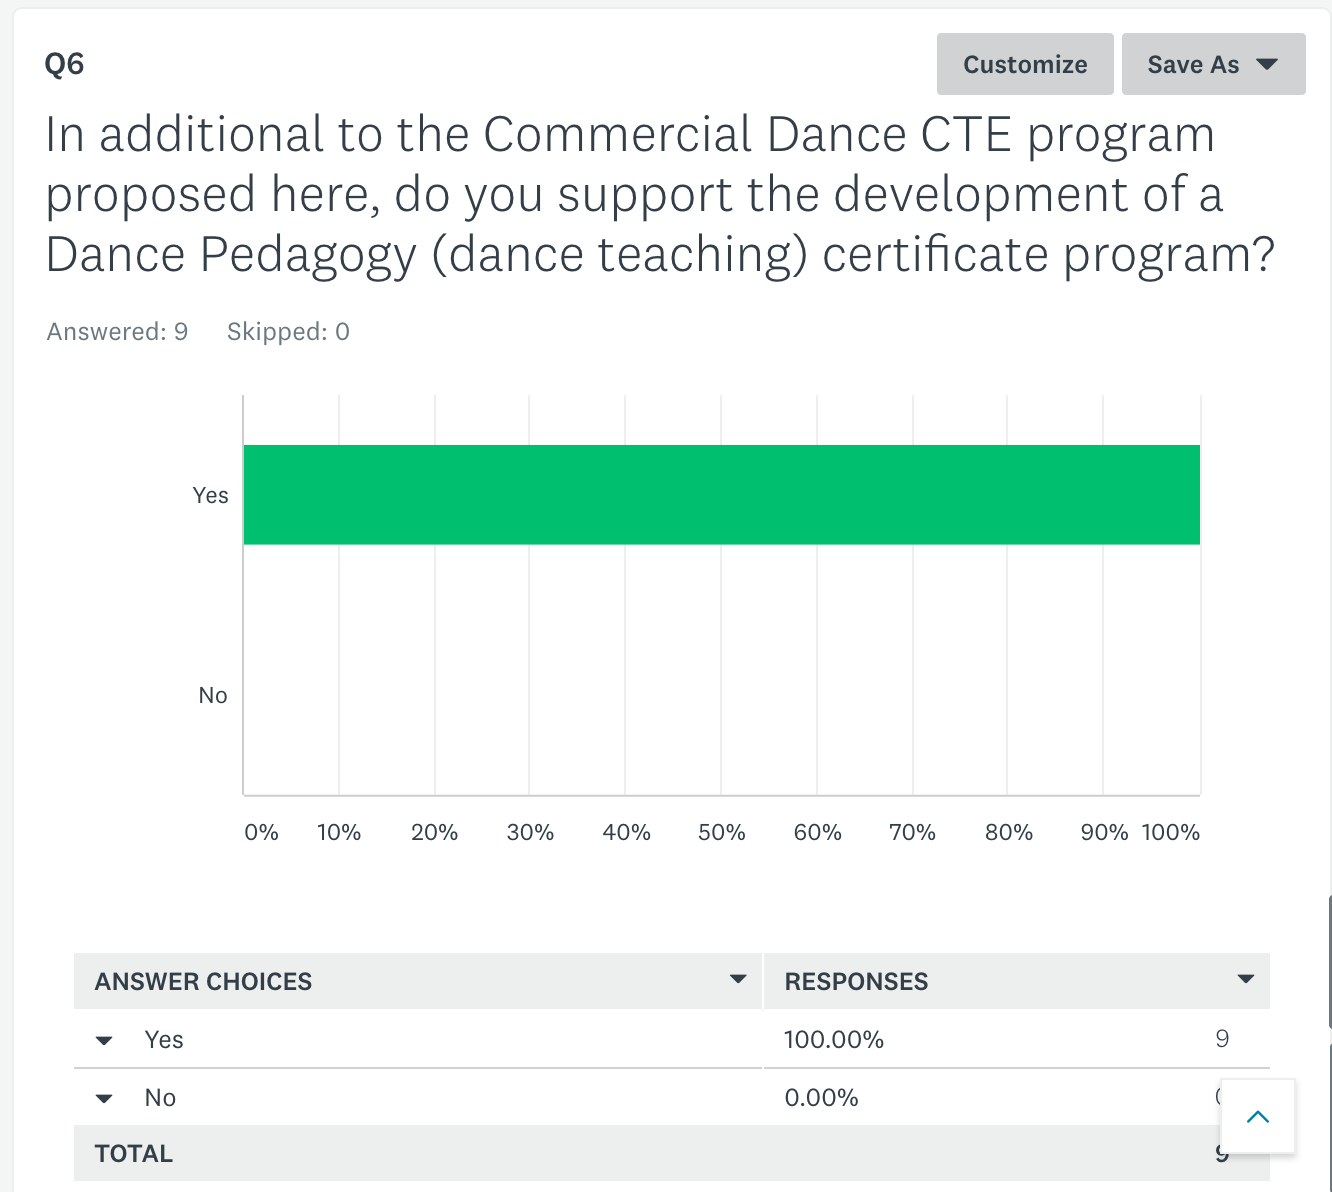 Q6
Customize
Save As
In additional to the Commercial Dance CTE program
proposed here, do you support the development of a
Dance Pedagogy (dance teaching) certificate program?
Answered: 9 Skipped: 0
Yes
No
0% 10% 20% 30% 40% 50% 60% 70% 80% 90% 100%
ANSWER CHOICES RESPONSES
Yes 100.00% 9
No 0.00%
TOTAL 9